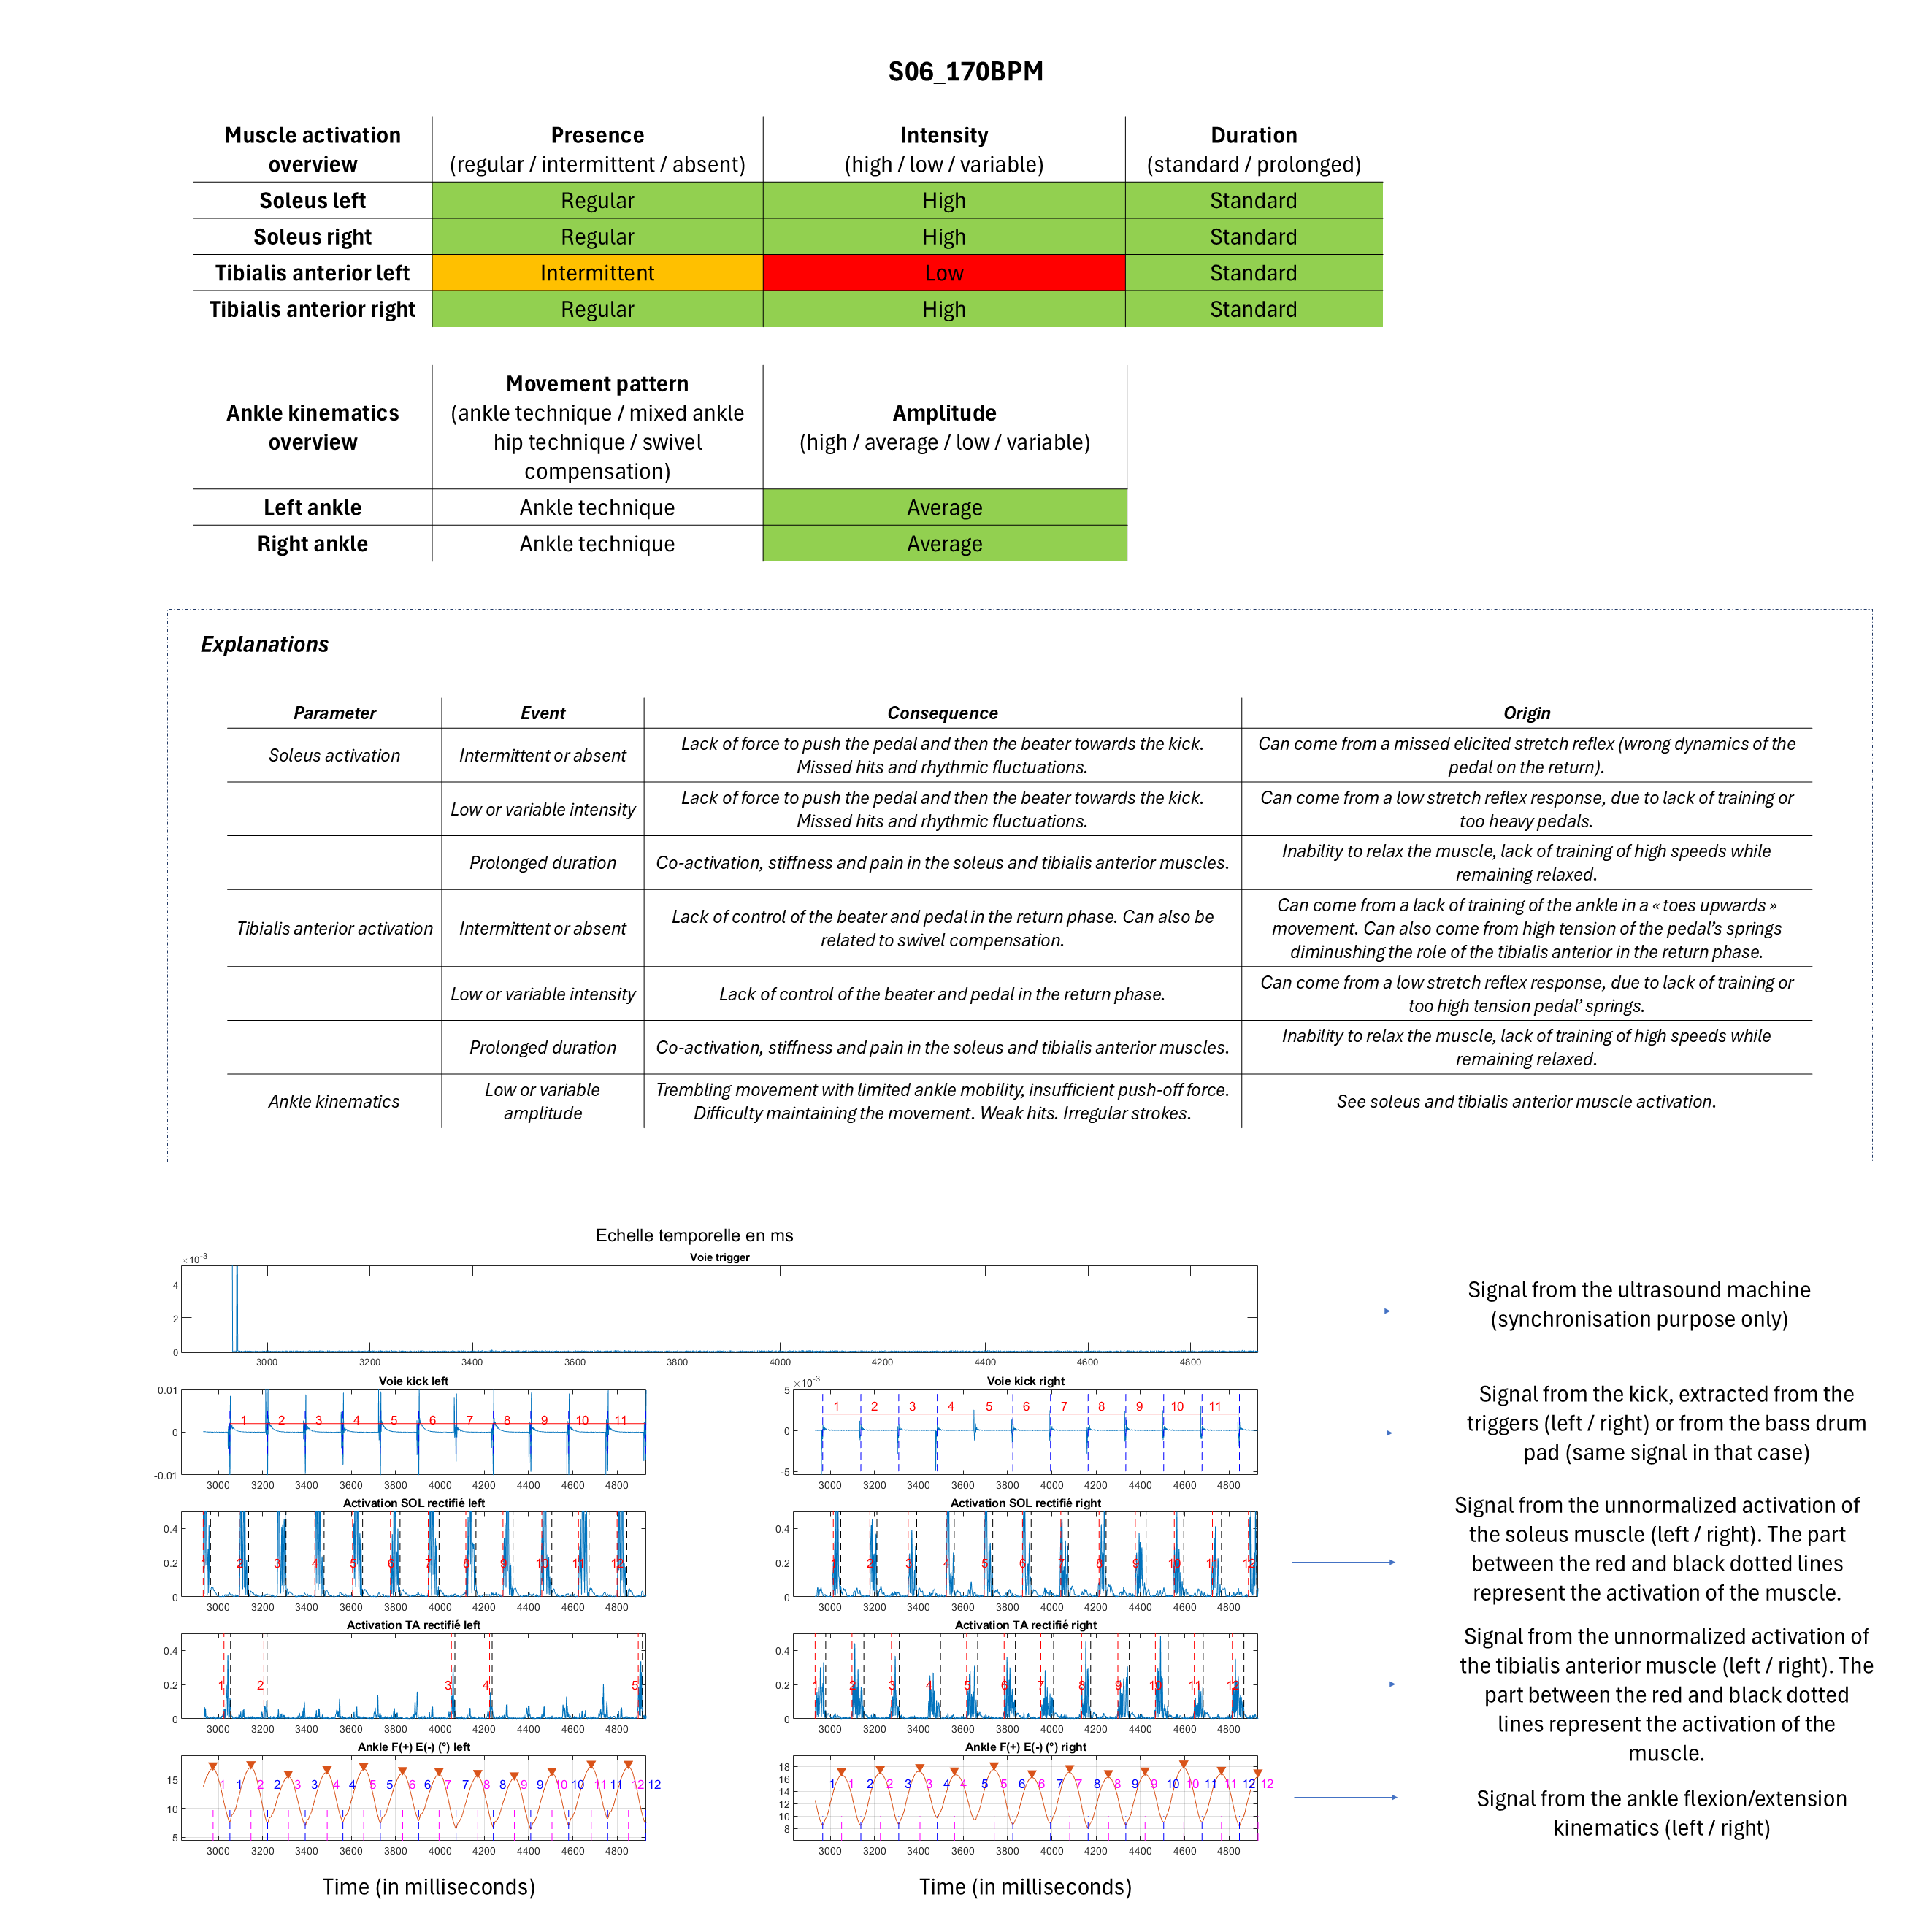 S06_170BPM
Muscle activation overview | Presence (regular / intermittent / absent) | Intensity (high / low / variable) | Duration (standard / prolonged)
Soleus left | Regular | High | Standard
Soleus right | Regular | High | Standard
Tibialis anterior left | Intermittent | Low | Standard
Tibialis anterior right | Regular | High | Standard
Ankle kinematics overview | Movement pattern (ankle technique / mixed ankle hip technique / swivel compensation) | Amplitude (high / average / low / variable)
Left ankle | Ankle technique | Average
Right ankle | Ankle technique | Average
Explanations
Parameter | Event | Consequence | Origin
Soleus activation | Intermittent or absent | Lack of force to push the pedal and then the beater towards the kick. Missed hits and rhythmic fluctuations. | Can come from a missed elicited stretch reflex (wrong dynamics of the pedal on the return).
Low or variable intensity | Lack of force to push the pedal and then the beater towards the kick. Missed hits and rhythmic fluctuations. | Can come from a low stretch reflex response, due to lack of training or too heavy pedals.
Prolonged duration | Co-activation, stiffness and pain in the soleus and tibialis anterior muscles. | Inability to relax the muscle, lack of training of high speeds while remaining relaxed.
Tibialis anterior activation | Intermittent or absent | Lack of control of the beater and pedal in the return phase. Can also be related to swivel compensation. | Can come from a lack of training of the ankle in a « toes upwards » movement. Can also come from high tension of the pedal’s springs diminushing the role of the tibialis anterior in the return phase.
Low or variable intensity | Lack of control of the beater and pedal in the return phase. | Can come from a low stretch reflex response, due to lack of training or too high tension pedal’ springs.
Prolonged duration | Co-activation, stiffness and pain in the soleus and tibialis anterior muscles. | Inability to relax the muscle, lack of training of high speeds while remaining relaxed.
Ankle kinematics | Low or variable amplitude | Trembling movement with limited ankle mobility, insufficient push-off force. Difficulty maintaining the movement. Weak hits. Irregular strokes. | See soleus and tibialis anterior muscle activation.
Echelle temporelle en ms
Voie trigger
×10-3
4
2
0
3000 3200 3400 3600 3800 4000 4200 4400 4600 4800
Signal from the ultrasound machine
(synchronisation purpose only)
Voie kick left
0.01
0
-0.01
1 2 3 4 5 6 7 8 9 10 11
3000 3200 3400 3600 3800 4000 4200 4400 4600 4800
Voie kick right
×10-3
5
0
-5
1 2 3 4 5 6 7 8 9 10 11
3000 3200 3400 3600 3800 4000 4200 4400 4600 4800
Signal from the kick, extracted from the
triggers (left / right) or from the bass drum
pad (same signal in that case)
Activation SOL rectifié left
0.4
0.2
0
1 2 3 4 5 6 7 8 9 10 11 12
3000 3200 3400 3600 3800 4000 4200 4400 4600 4800
Activation SOL rectifié right
0.4
0.2
0
1 2 3 4 5 6 7 8 9 10 11 12
3000 3200 3400 3600 3800 4000 4200 4400 4600 4800
Signal from the unnormalized activation of
the soleus muscle (left / right). The part
between the red and black dotted lines
represent the activation of the muscle.
Activation TA rectifié left
0.4
0.2
0
1 2 3 4 5
3000 3200 3400 3600 3800 4000 4200 4400 4600 4800
Activation TA rectifié right
0.4
0.2
0
1 2 3 4 5 6 7 8 9 10 11 12
3000 3200 3400 3600 3800 4000 4200 4400 4600 4800
Signal from the unnormalized activation of
the tibialis anterior muscle (left / right). The
part between the red and black dotted
lines represent the activation of the
muscle.
Ankle F(+) E(-) (°) left
15
10
5
1 1 2 2 3 3 4 4 5 5 6 6 7 7 8 8 9 9 10 10 11 11 12 12
3000 3200 3400 3600 3800 4000 4200 4400 4600 4800
Ankle F(+) E(-) (°) right
18
16
14
12
10
8
1 1 2 2 3 3 4 4 5 5 6 6 7 7 8 8 9 9 10 10 11 11 12 12
3000 3200 3400 3600 3800 4000 4200 4400 4600 4800
Signal from the ankle flexion/extension
kinematics (left / right)
Time (in milliseconds)
Time (in milliseconds)